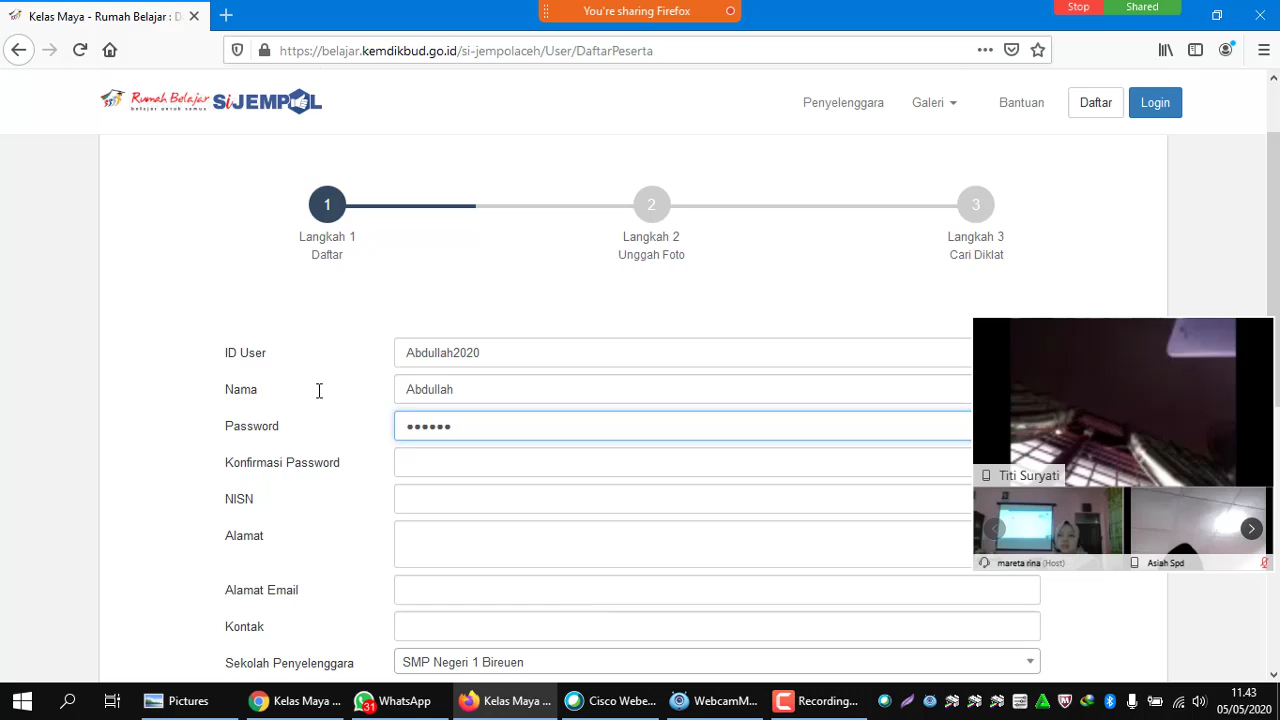 Kelas Maya - Rumah Belajar : D
You're sharing Firefox
Stop
Shared
https://belajar.kemdikbud.go.id/si-jempolaceh/User/DaftarPeserta
Rumah Belajar
belajar untuk semua
SiJEMPOL
Penyelenggara
Galeri
Bantuan
Daftar
Login
1
2
3
Langkah 1
Langkah 2
Langkah 3
Daftar
Unggah Foto
Cari Diklat
ID User
Abdullah2020
Nama
Abdullah
Password
••••••
Konfirmasi Password
NISN
Alamat
Alamat Email
Kontak
Sekolah Penyelenggara
SMP Negeri 1 Bireuen
Titi Suryati
mareta rina (Host)
Asiah Spd
Pictures
Kelas Maya ...
31
WhatsApp
Kelas Maya ...
Cisco Webe...
WebcamM...
Recording...
11.43
05/05/2020